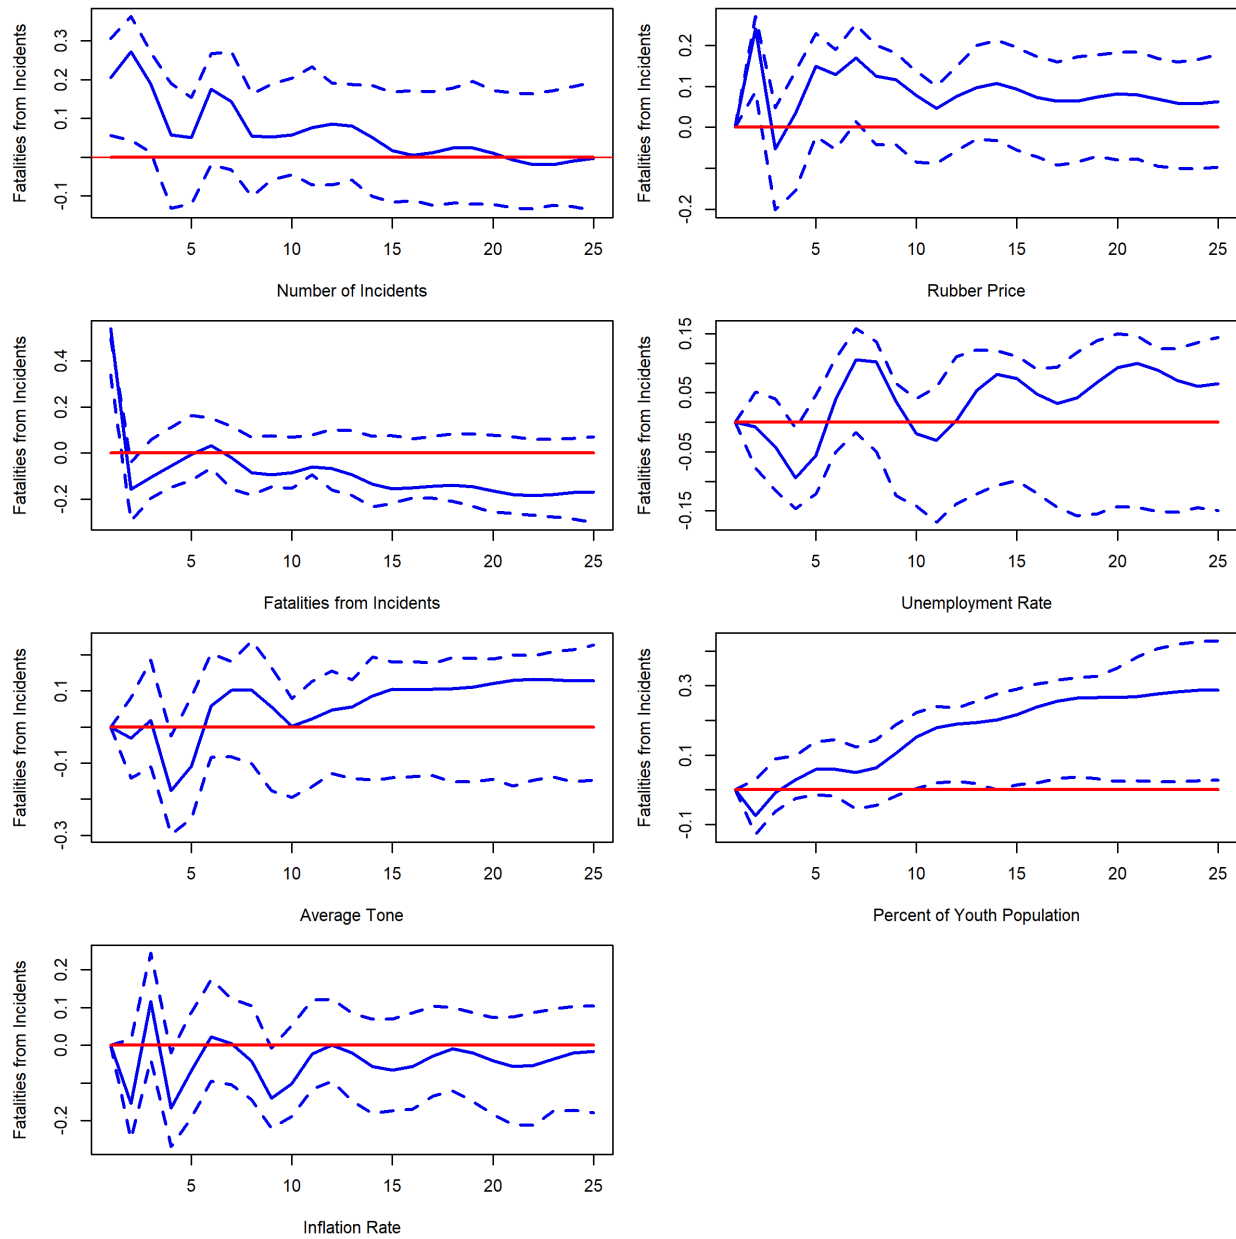 Fatalities from Incidents
0.3
0.2
0.1
-0.1
5 10 15 20 25
Number of Incidents
Fatalities from Incidents
0.2
0.1
0.0
-0.2
5 10 15 20 25
Rubber Price
Fatalities from Incidents
0.4
0.2
0.0
-0.2
5 10 15 20 25
Fatalities from Incidents
Fatalities from Incidents
0.15
0.05
-0.05
-0.15
5 10 15 20 25
Unemployment Rate
Fatalities from Incidents
0.1
-0.1
-0.3
5 10 15 20 25
Average Tone
Fatalities from Incidents
0.3
0.1
-0.1
5 10 15 20 25
Percent of Youth Population
Fatalities from Incidents
0.2
0.1
0.0
-0.2
5 10 15 20 25
Inflation Rate